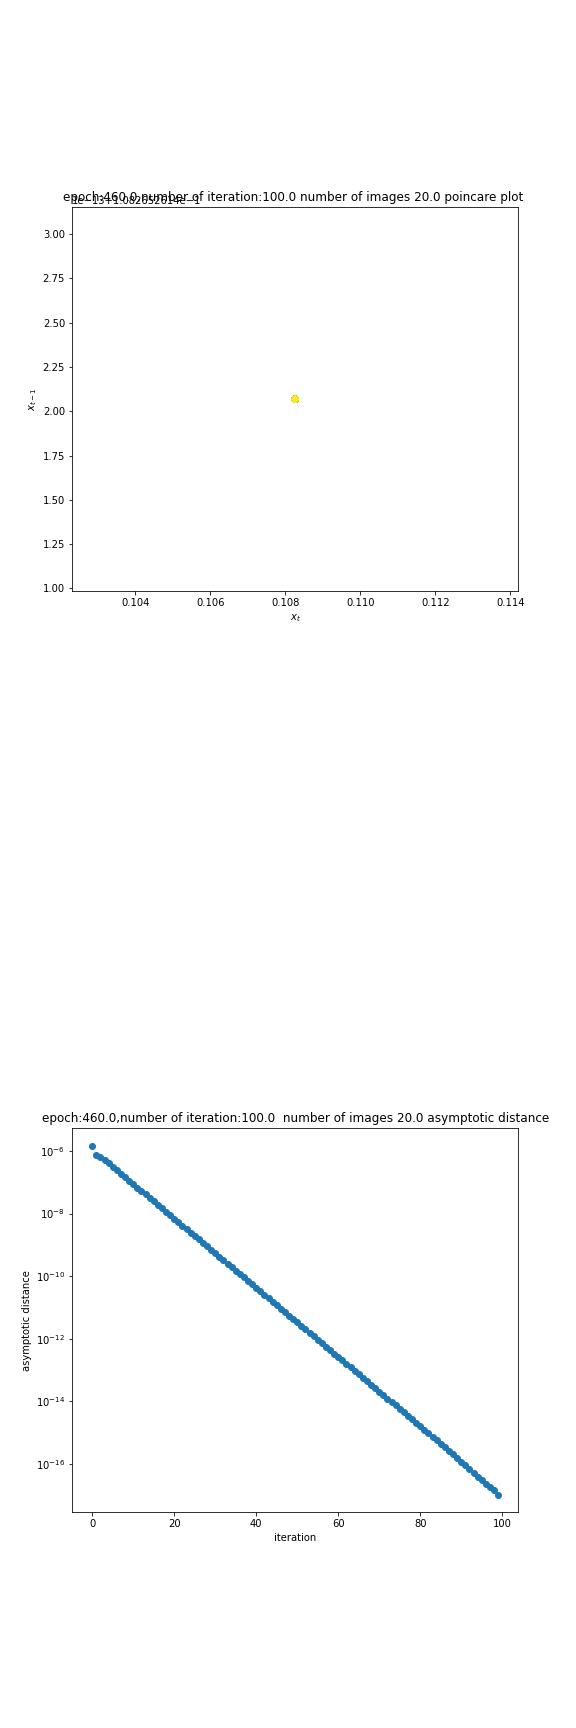 epoch:460.0,number of iteration:100.0 number of images 20.0 poincare plot
3.00
2.75
2.50
2.25
2.00
1.75
1.50
1.25
1.00
x_{t-1}
0.104 0.106 0.108 0.110 0.112 0.114
x_t
epoch:460.0,number of iteration:100.0  number of images 20.0 asymptotic distance
10^{-6}
10^{-8}
10^{-10}
10^{-12}
10^{-14}
10^{-16}
asymptotic distance
0 20 40 60 80 100
iteration